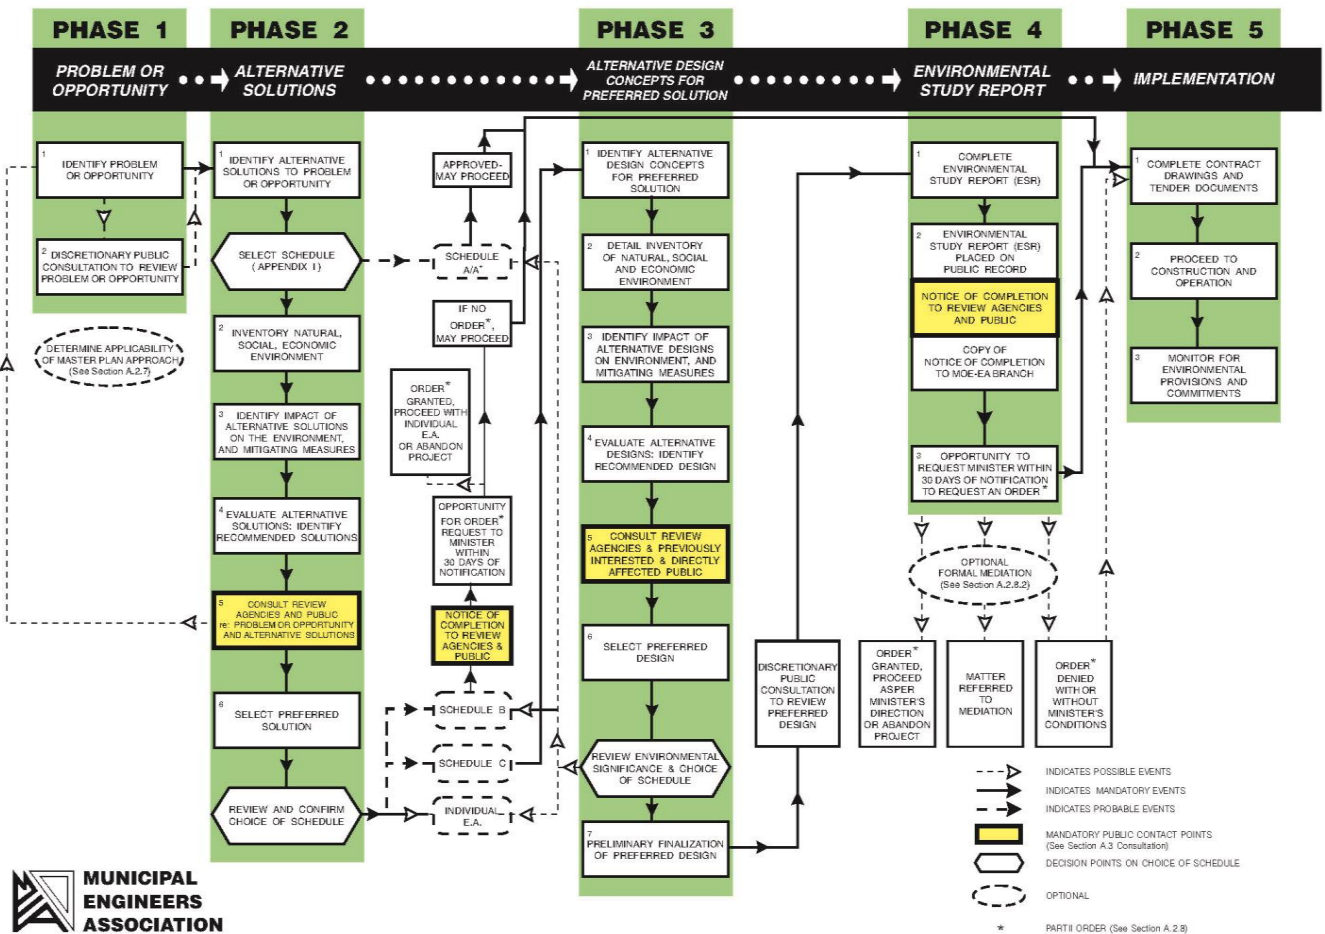 PHASE 1
PHASE 2
PHASE 3
PHASE 4
PHASE 5
PROBLEM OR
OPPORTUNITY
ALTERNATIVE
SOLUTIONS
ALTERNATIVE DESIGN
CONCEPTS FOR
PREFERRED SOLUTION
ENVIRONMENTAL
STUDY REPORT
IMPLEMENTATION
1
IDENTIFY PROBLEM
OR OPPORTUNITY
2
DISCRETIONARY PUBLIC
CONSULTATION TO REVIEW
PROBLEM OR OPPORTUNITY
DETERMINE APPLICABILITY
OF MASTER PLAN APPROACH
(See Section A.2.7)
1
IDENTIFY ALTERNATIVE
SOLUTIONS TO PROBLEM
OR OPPORTUNITY
SELECT SCHEDULE
(APPENDIX I)
2
INVENTORY NATURAL,
SOCIAL, ECONOMIC
ENVIRONMENT
3
IDENTIFY IMPACT OF
ALTERNATIVE SOLUTIONS
ON THE ENVIRONMENT,
AND MITIGATING MEASURES
4
EVALUATE ALTERNATIVE
SOLUTIONS: IDENTIFY
RECOMMENDED SOLUTIONS
5
CONSULT REVIEW
AGENCIES AND PUBLIC
re: PROBLEM OR OPPORTUNITY
AND ALTERNATIVE SOLUTIONS
6
SELECT PREFERRED
SOLUTION
REVIEW AND CONFIRM
CHOICE OF SCHEDULE
APPROVED-
MAY PROCEED
SCHEDULE
A/A+
IF NO
ORDER*,
MAY PROCEED
ORDER*
GRANTED,
PROCEED WITH
INDIVIDUAL
E.A.
OR ABANDON
PROJECT
OPPORTUNITY
FOR ORDER*
REQUEST TO
MINISTER
WITHIN
30 DAYS OF
NOTIFICATION
NOTICE OF
COMPLETION
TO REVIEW
AGENCIES &
PUBLIC
SCHEDULE B
SCHEDULE C
INDIVIDUAL
E.A.
1
IDENTIFY ALTERNATIVE
DESIGN CONCEPTS
FOR PREFERRED
SOLUTION
2
DETAIL INVENTORY
OF NATURAL, SOCIAL
AND ECONOMIC
ENVIRONMENT
3
IDENTIFY IMPACT OF
ALTERNATIVE DESIGNS
ON ENVIRONMENT, AND
MITIGATING MEASURES
4
EVALUATE ALTERNATIVE
DESIGNS: IDENTIFY
RECOMMENDED DESIGN
5
CONSULT REVIEW
AGENCIES & PREVIOUSLY
INTERESTED & DIRECTLY
AFFECTED PUBLIC
6
SELECT PREFERRED
DESIGN
REVIEW ENVIRONMENTAL
SIGNIFICANCE & CHOICE
OF SCHEDULE
7
PRELIMINARY FINALIZATION
OF PREFERRED DESIGN
DISCRETIONARY
PUBLIC
CONSULTATION
TO REVIEW
PREFERRED
DESIGN
1
COMPLETE
ENVIRONMENTAL
STUDY REPORT (ESR)
2
ENVIRONMENTAL
STUDY REPORT (ESR)
PLACED ON
PUBLIC RECORD
NOTICE OF COMPLETION
TO REVIEW AGENCIES
AND PUBLIC
COPY OF
NOTICE OF COMPLETION
TO MOE-EA BRANCH
3
OPPORTUNITY TO
REQUEST MINISTER WITHIN
30 DAYS OF NOTIFICATION
TO REQUEST AN ORDER*
OPTIONAL
FORMAL MEDIATION
(See Section A.2.8.2)
ORDER*
GRANTED,
PROCEED
AS PER
MINISTER'S
DIRECTION
OR ABANDON
PROJECT
MATTER
REFERRED
TO
MEDIATION
ORDER*
DENIED
WITH OR
WITHOUT
MINISTER'S
CONDITIONS
1
COMPLETE CONTRACT
DRAWINGS AND
TENDER DOCUMENTS
2
PROCEED TO
CONSTRUCTION AND
OPERATION
3
MONITOR FOR
ENVIRONMENTAL
PROVISIONS AND
COMMITMENTS
INDICATES POSSIBLE EVENTS
INDICATES MANDATORY EVENTS
INDICATES PROBABLE EVENTS
MANDATORY PUBLIC CONTACT POINTS
(See Section A.3 Consultation)
DECISION POINTS ON CHOICE OF SCHEDULE
OPTIONAL
* PART II ORDER (See Section A.2.8)
MUNICIPAL
ENGINEERS
ASSOCIATION